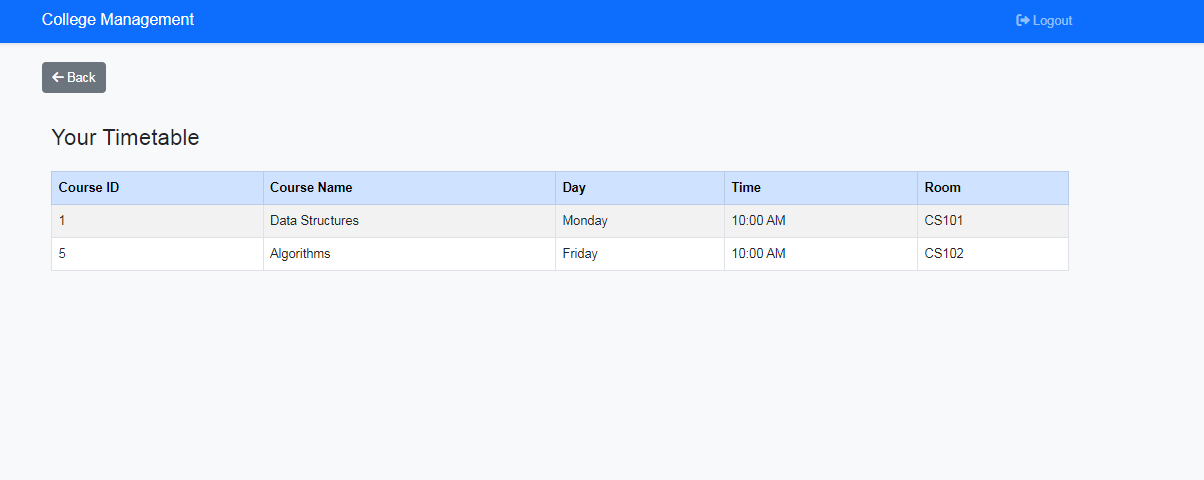 College Management Logout
Back
Your Timetable
Course ID Course Name Day Time Room
1 Data Structures Monday 10:00 AM CS101
5 Algorithms Friday 10:00 AM CS102